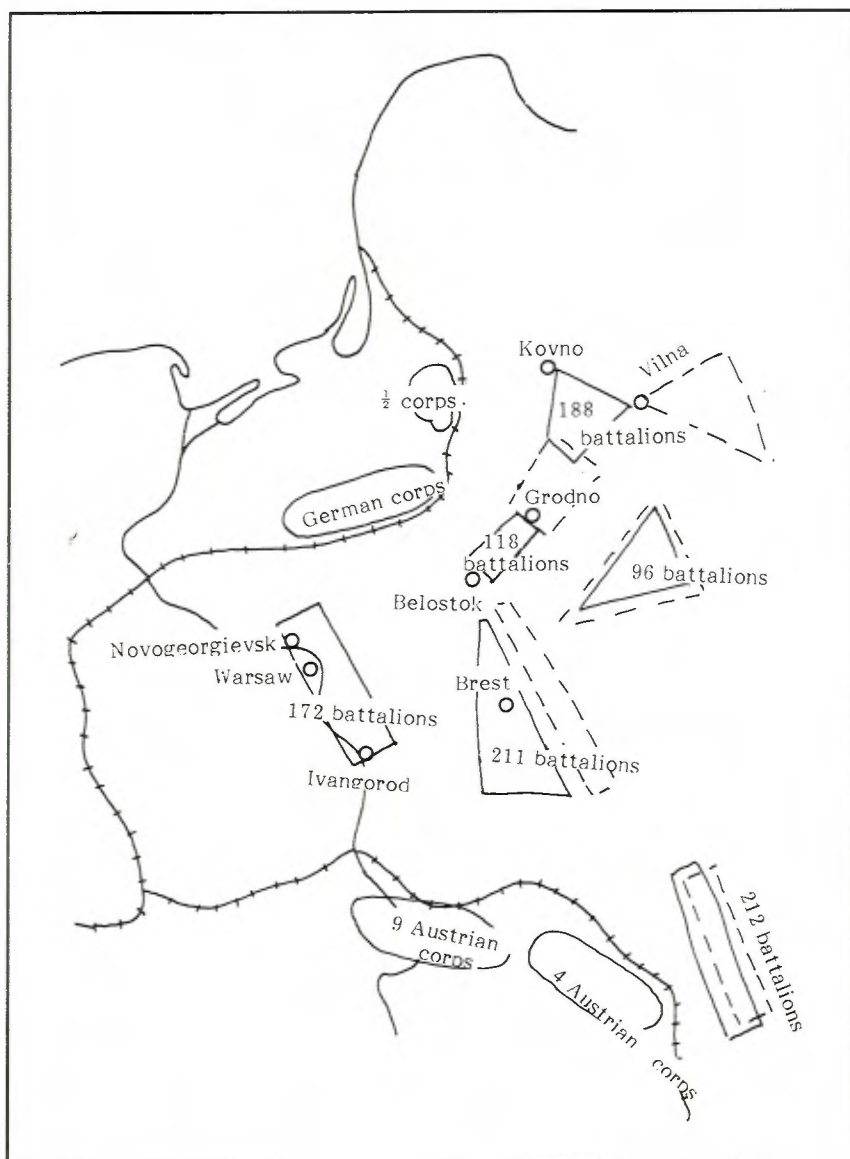 Kovno
Vilna
½ corps
188
battalions
German corps
Grodno
118
battalions
96 battalions
Belostok
Novogeorgievsk
Warsaw
Brest
172 battalions
211 battalions
Ivangorod
212 battalions
9 Austrian
corps
4 Austrian
corps